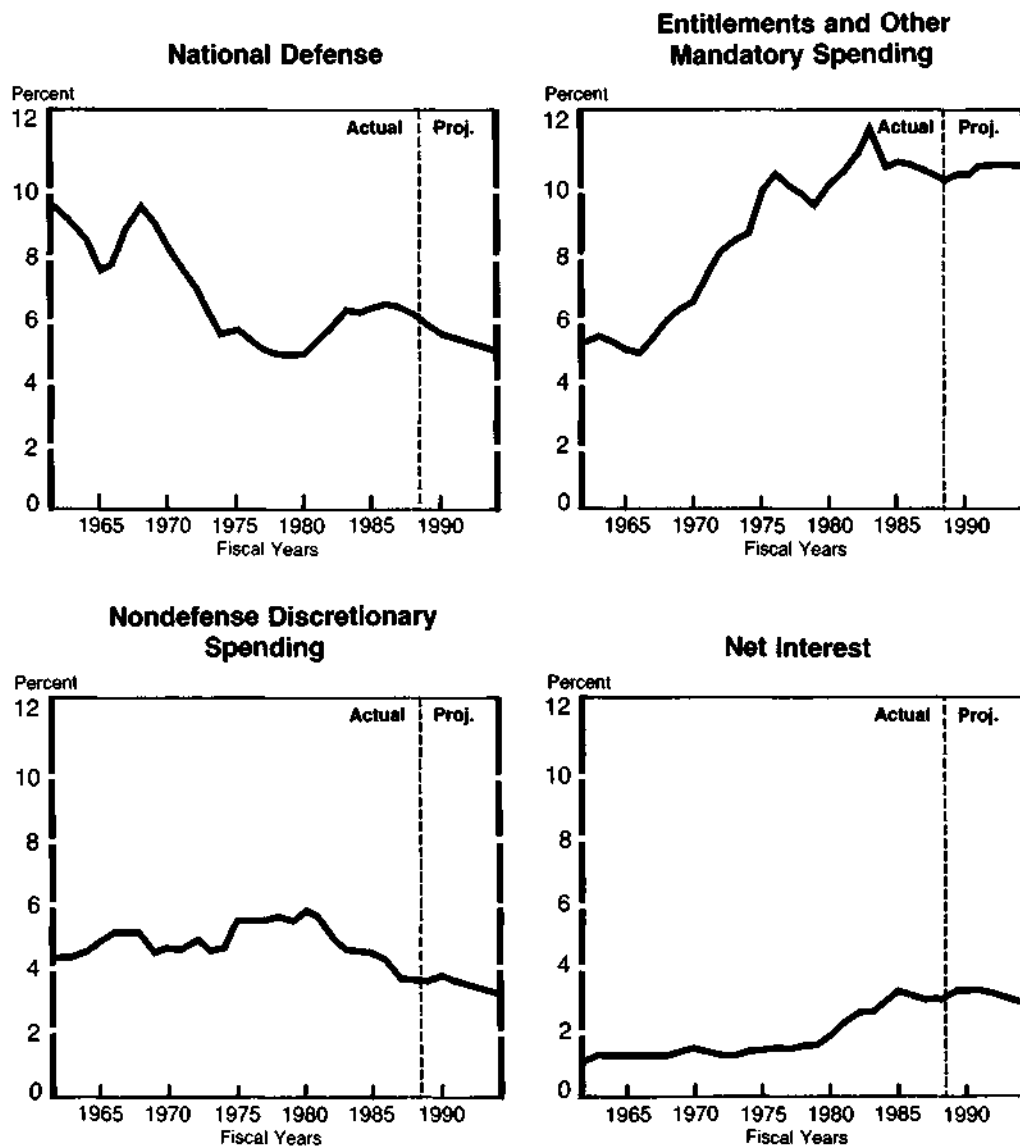 National Defense
Percent
12
10
8
6
4
2
0
Actual
Proj.
1965 1970 1975 1980 1985 1990
Fiscal Years
Entitlements and Other
Mandatory Spending
Percent
12
10
8
6
4
2
0
Actual
Proj.
1965 1970 1975 1980 1985 1990
Fiscal Years
Nondefense Discretionary
Spending
Percent
12
10
8
6
4
2
0
Actual
Proj.
1965 1970 1975 1980 1985 1990
Fiscal Years
Net Interest
Percent
12
10
8
6
4
2
0
Actual
Proj.
1965 1970 1975 1980 1985 1990
Fiscal Years